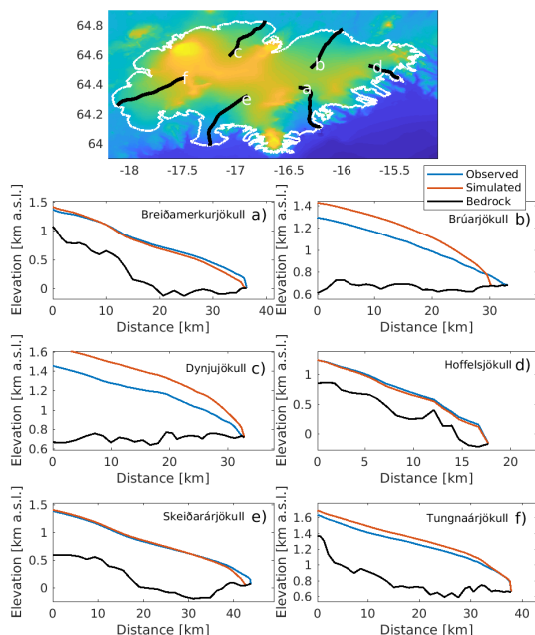 64.8
64.6
64.4
64.2
64
c
b
d
f
a
e
-18 -17.5 -17 -16.5 -16 -15.5
Observed
Simulated
Bedrock
Elevation [km a.s.l.]
1.5
1
0.5
0
Breiðamerkurjökull a)
0 10 20 30 40
Distance [km]
Elevation [km a.s.l.]
1.4
1.2
1
0.8
0.6
Brúarjökull b)
0 10 20 30
Distance [km]
Elevation [km a.s.l.]
1.6
1.4
1.2
1
0.8
0.6
Dynjujökull c)
0 10 20 30
Distance [km]
Elevation [km a.s.l.]
1
0.5
0
Hoffelsjökull d)
0 5 10 15 20
Distance [km]
Elevation [km a.s.l.]
1.5
1
0.5
0
Skeiðarárjökull e)
0 10 20 30 40
Distance [km]
Elevation [km a.s.l.]
1.6
1.4
1.2
1
0.8
0.6
Tungnaárjökull f)
0 10 20 30
Distance [km]